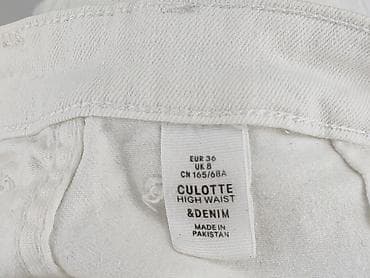 EUR 36
UK 8
CN 165/68A
CULOTTE
HIGH WAIST
&DENIM
MADE IN
PAKISTAN